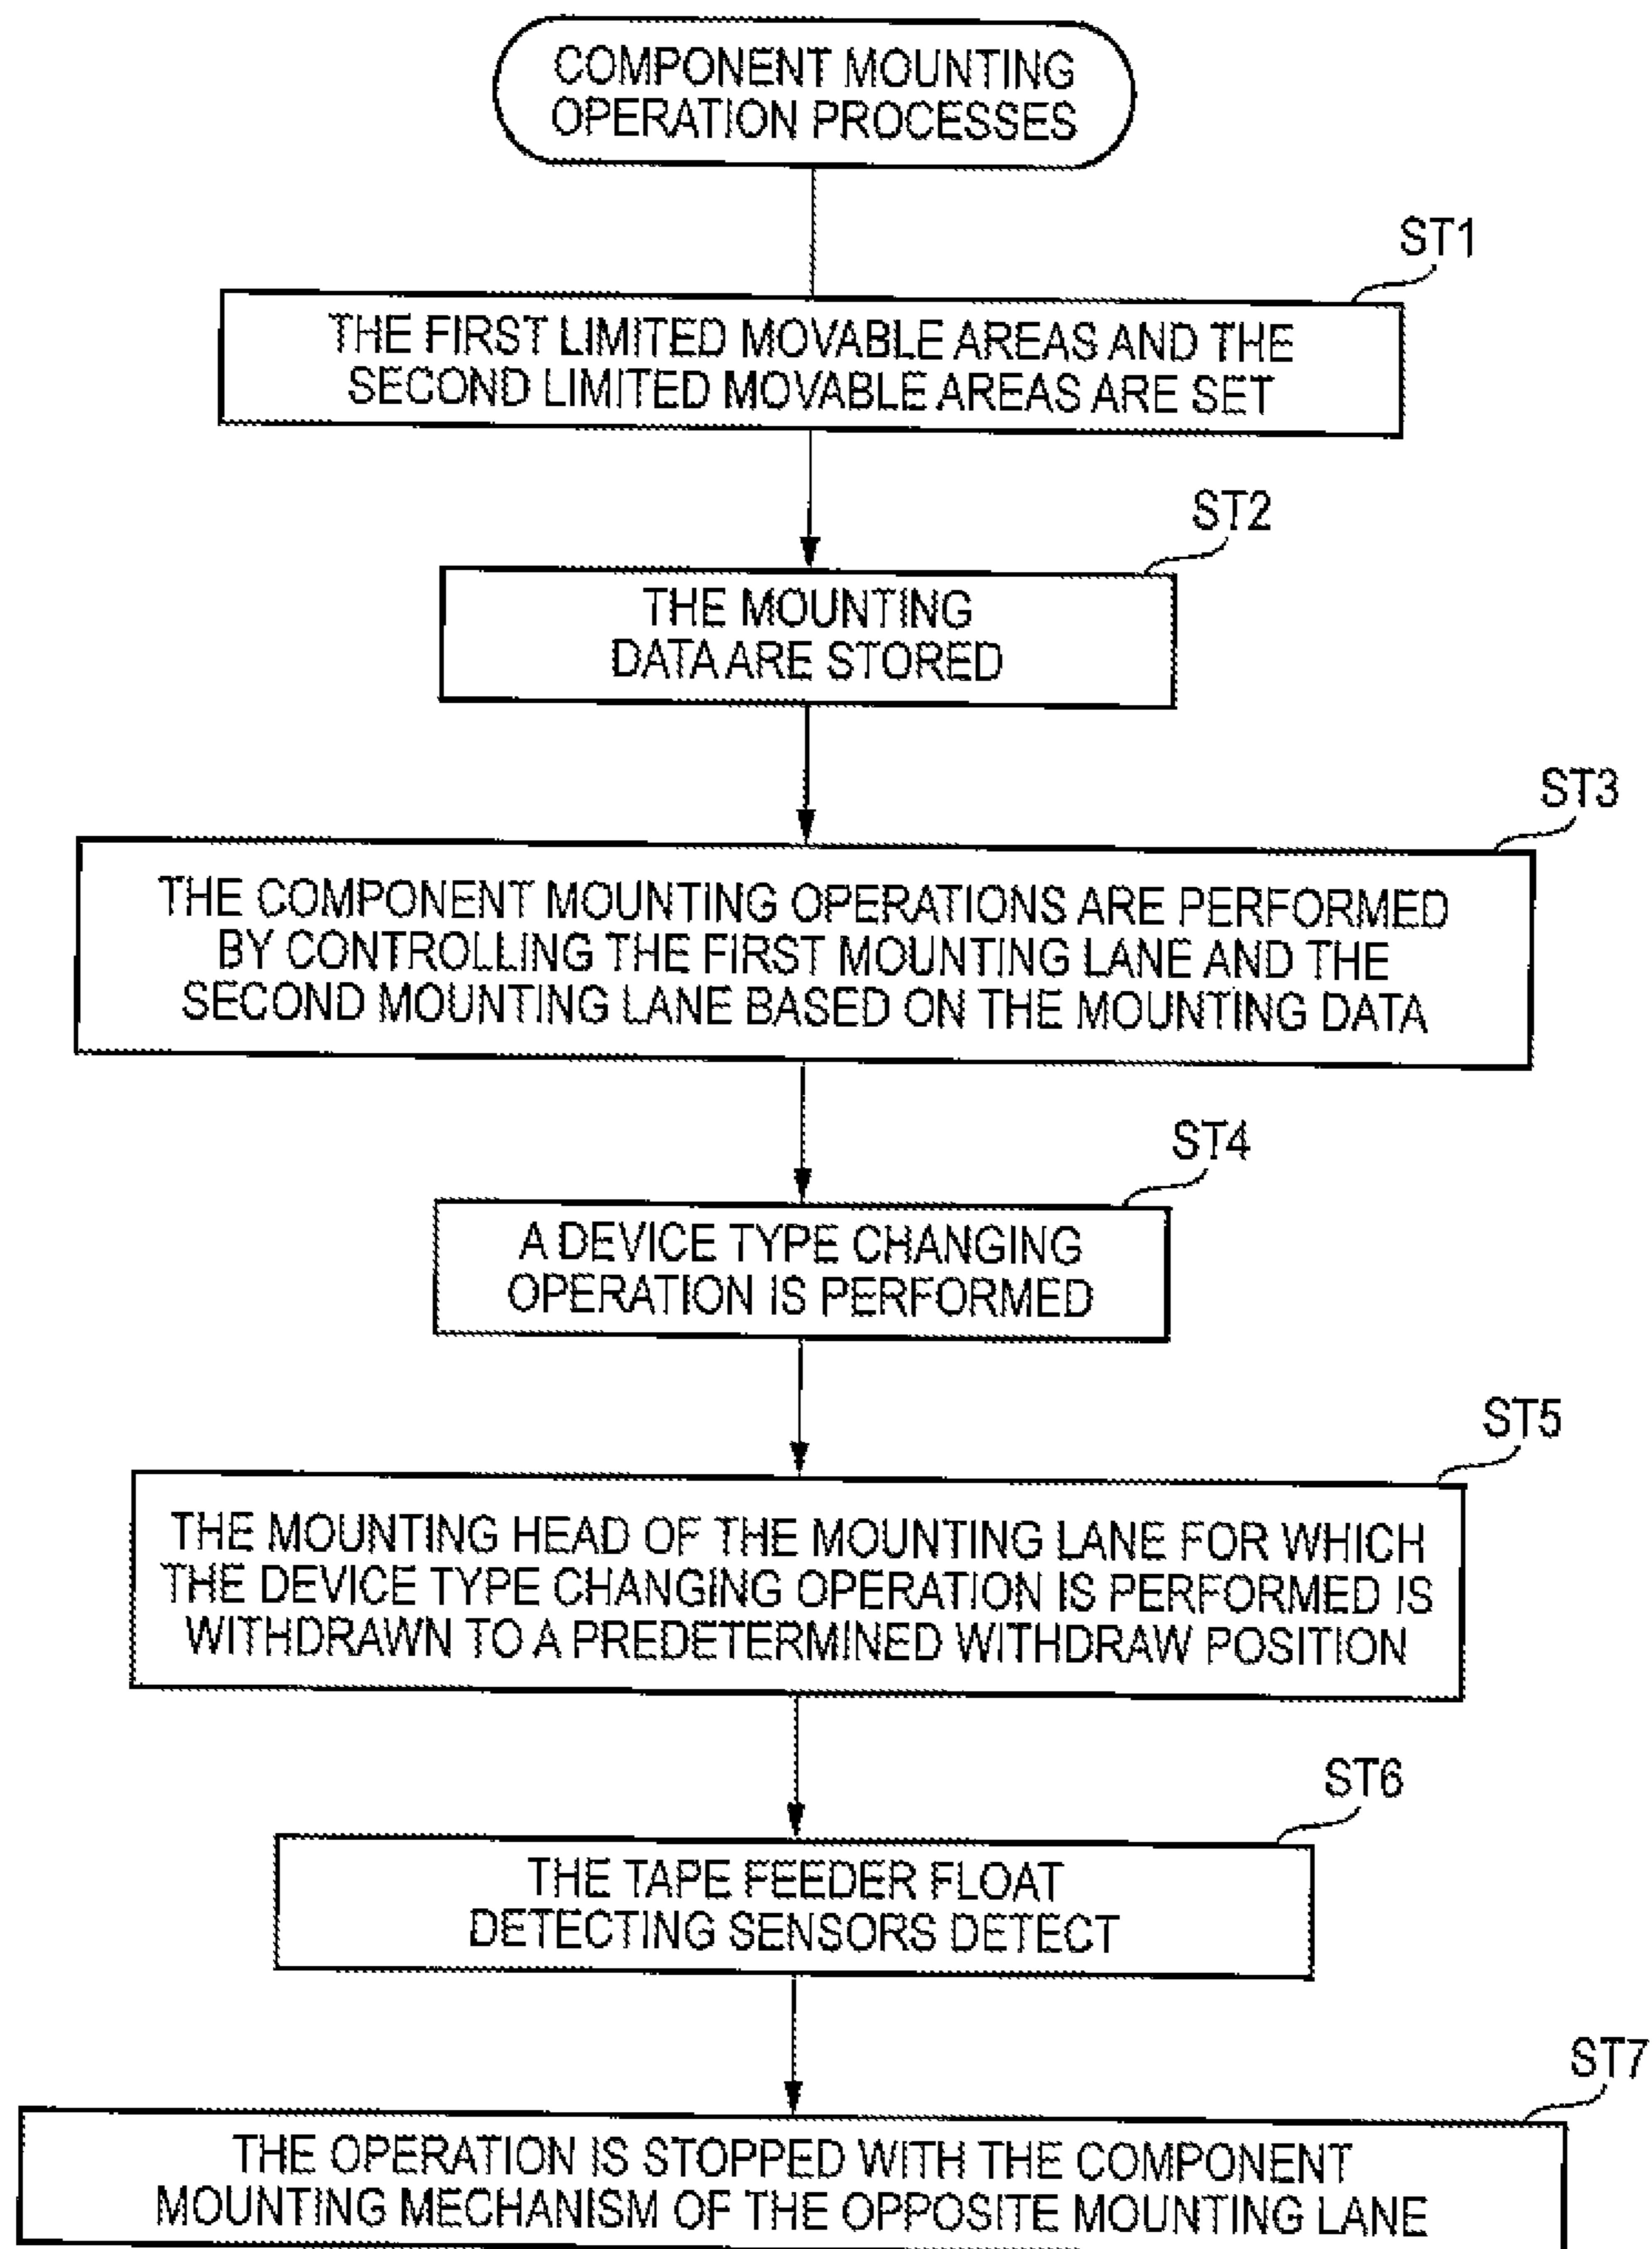 COMPONENT MOUNTING
OPERATION PROCESSES
ST1
THE FIRST LIMITED MOVABLE AREAS AND THE
SECOND LIMITED MOVABLE AREAS ARE SET
ST2
THE MOUNTING
DATA ARE STORED
ST3
THE COMPONENT MOUNTING OPERATIONS ARE PERFORMED
BY CONTROLLING THE FIRST MOUNTING LANE AND THE
SECOND MOUNTING LANE BASED ON THE MOUNTING DATA
ST4
A DEVICE TYPE CHANGING
OPERATION IS PERFORMED
ST5
THE MOUNTING HEAD OF THE MOUNTING LANE FOR WHICH
THE DEVICE TYPE CHANGING OPERATION IS PERFORMED IS
WITHDRAWN TO A PREDETERMINED WITHDRAW POSITION
ST6
THE TAPE FEEDER FLOAT
DETECTING SENSORS DETECT
ST7
THE OPERATION IS STOPPED WITH THE COMPONENT
MOUNTING MECHANISM OF THE OPPOSITE MOUNTING LANE